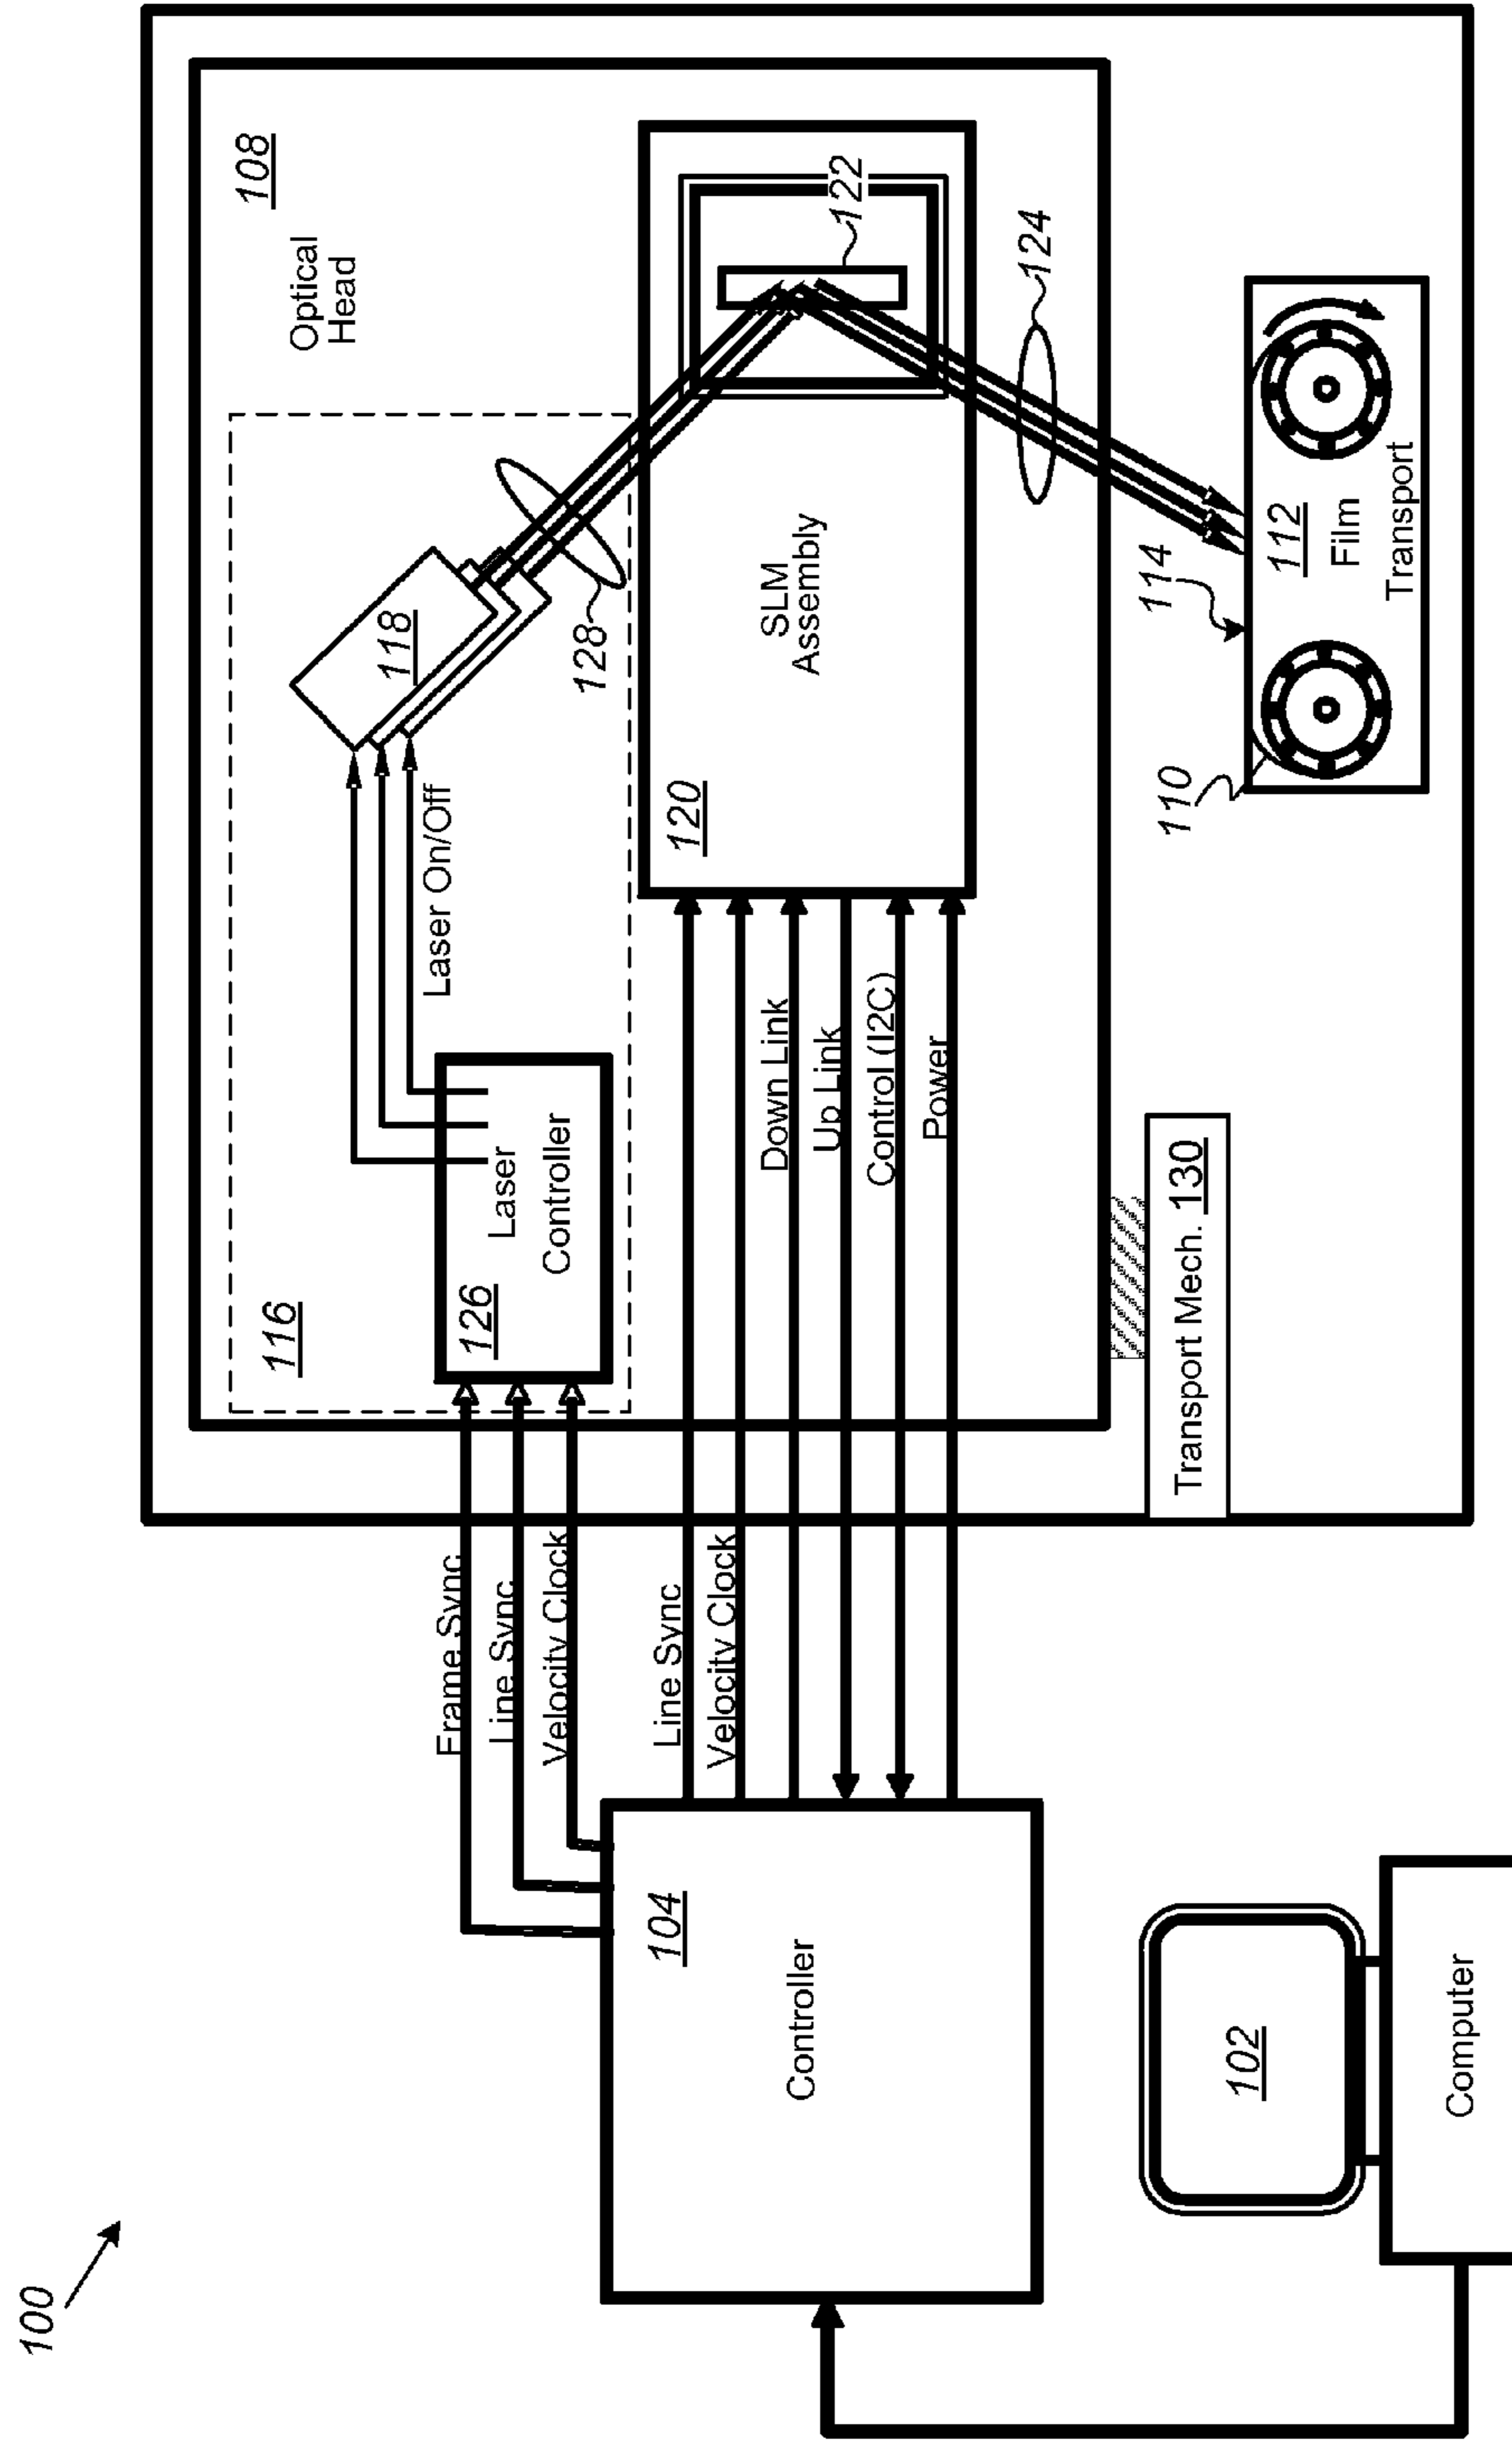 100
108
Optical
Head
116
118
128
Laser On/Off
126
Laser
Controller
Frame Sync
Line Sync
Velocity Clock
Line Sync
Velocity Clock
Down Link
Up Link
Control (I2C)
Power
120
SLM
Assembly
122
124
104
Controller
Transport Mech. 130
110
114
112
Film
Transport
102
Computer